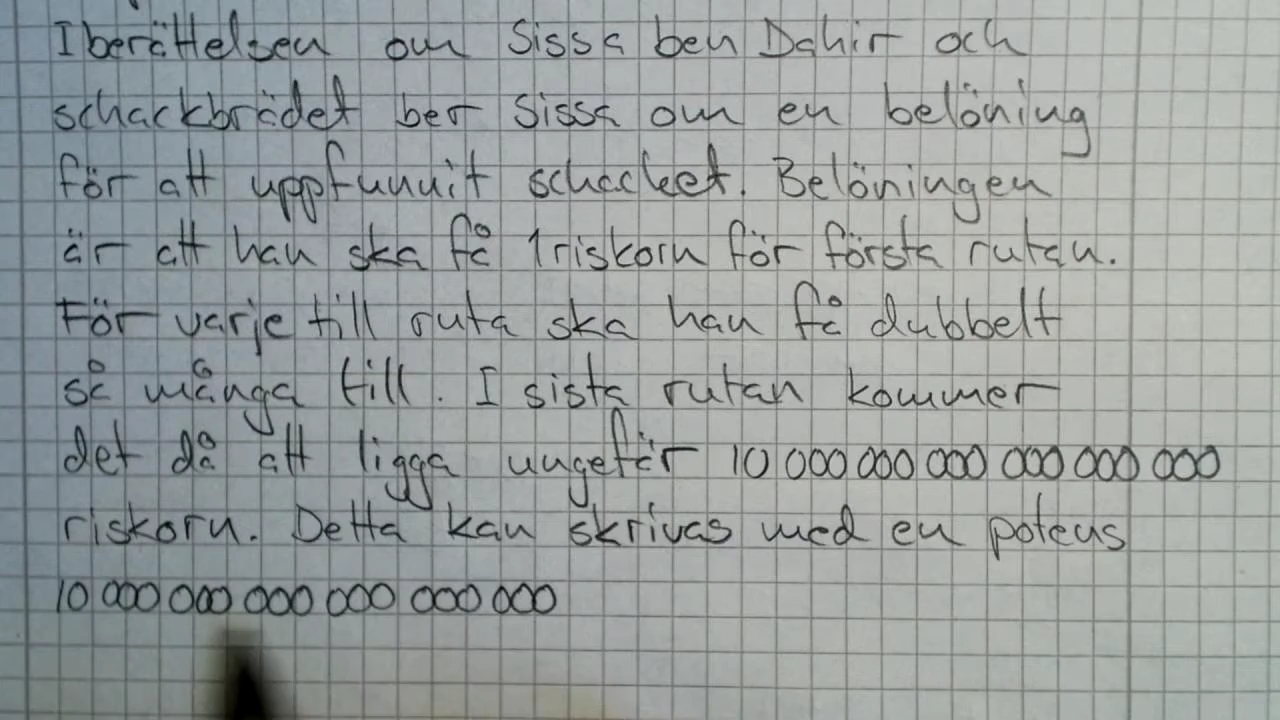 I berättelsen om Sissa ben Dahir och
schackbrädet ber Sissa om en belöning
för att uppfunnit schacket. Belöningen
är att han ska få 1 riskorn för första rutan.
För varje till ruta ska han få dubbelt
så många till. I sista rutan kommer
det då att ligga ungefär 10 000 000 000 000 000 000
riskorn. Detta kan skrivas med en potens
10 000 000 000 000 000 000